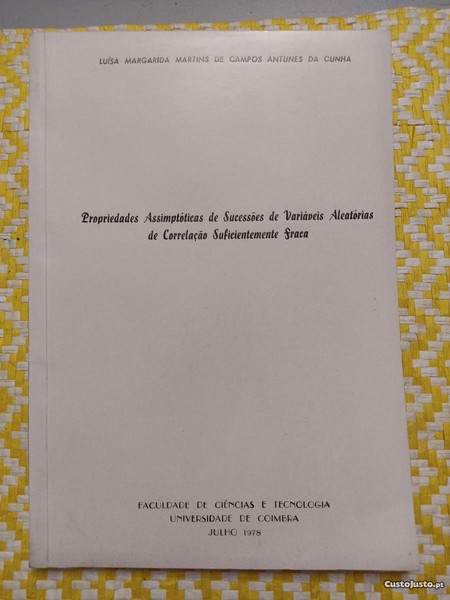 LUÍSA MARGARIDA MARTINS DE CAMPOS ANTUNES DA CUNHA
Propriedades Assimptóticas de Sucessões de Variáveis Aleatórias
de Correlação Suficientemente Fraca
FACULDADE DE CIÊNCIAS E TECNOLOGIA
UNIVERSIDADE DE COIMBRA
JULHO 1978
CustoJusto.pt